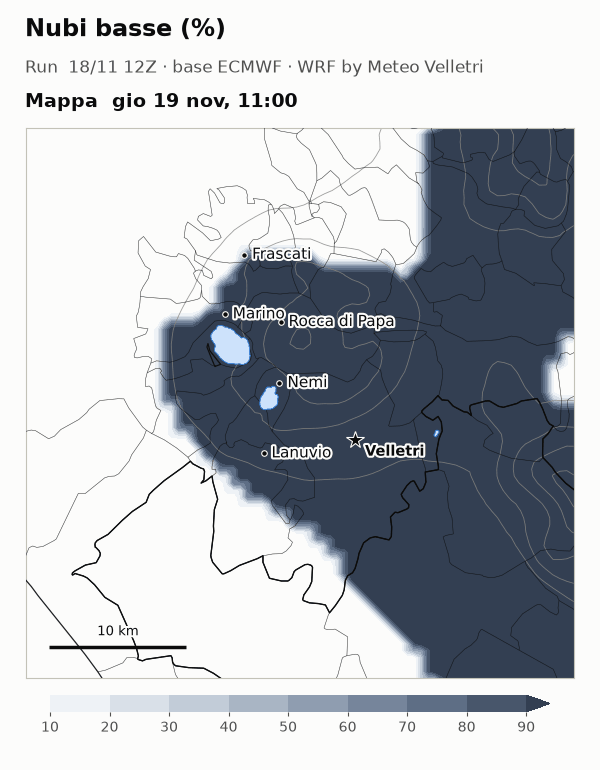 Nubi basse (%)
Run  18/11 12Z · base ECMWF · WRF by Meteo Velletri
Mappa  gio 19 nov, 11:00
Frascati
Marino
Rocca di Papa
Nemi
Velletri
Lanuvio
10 km
10 20 30 40 50 60 70 80 90